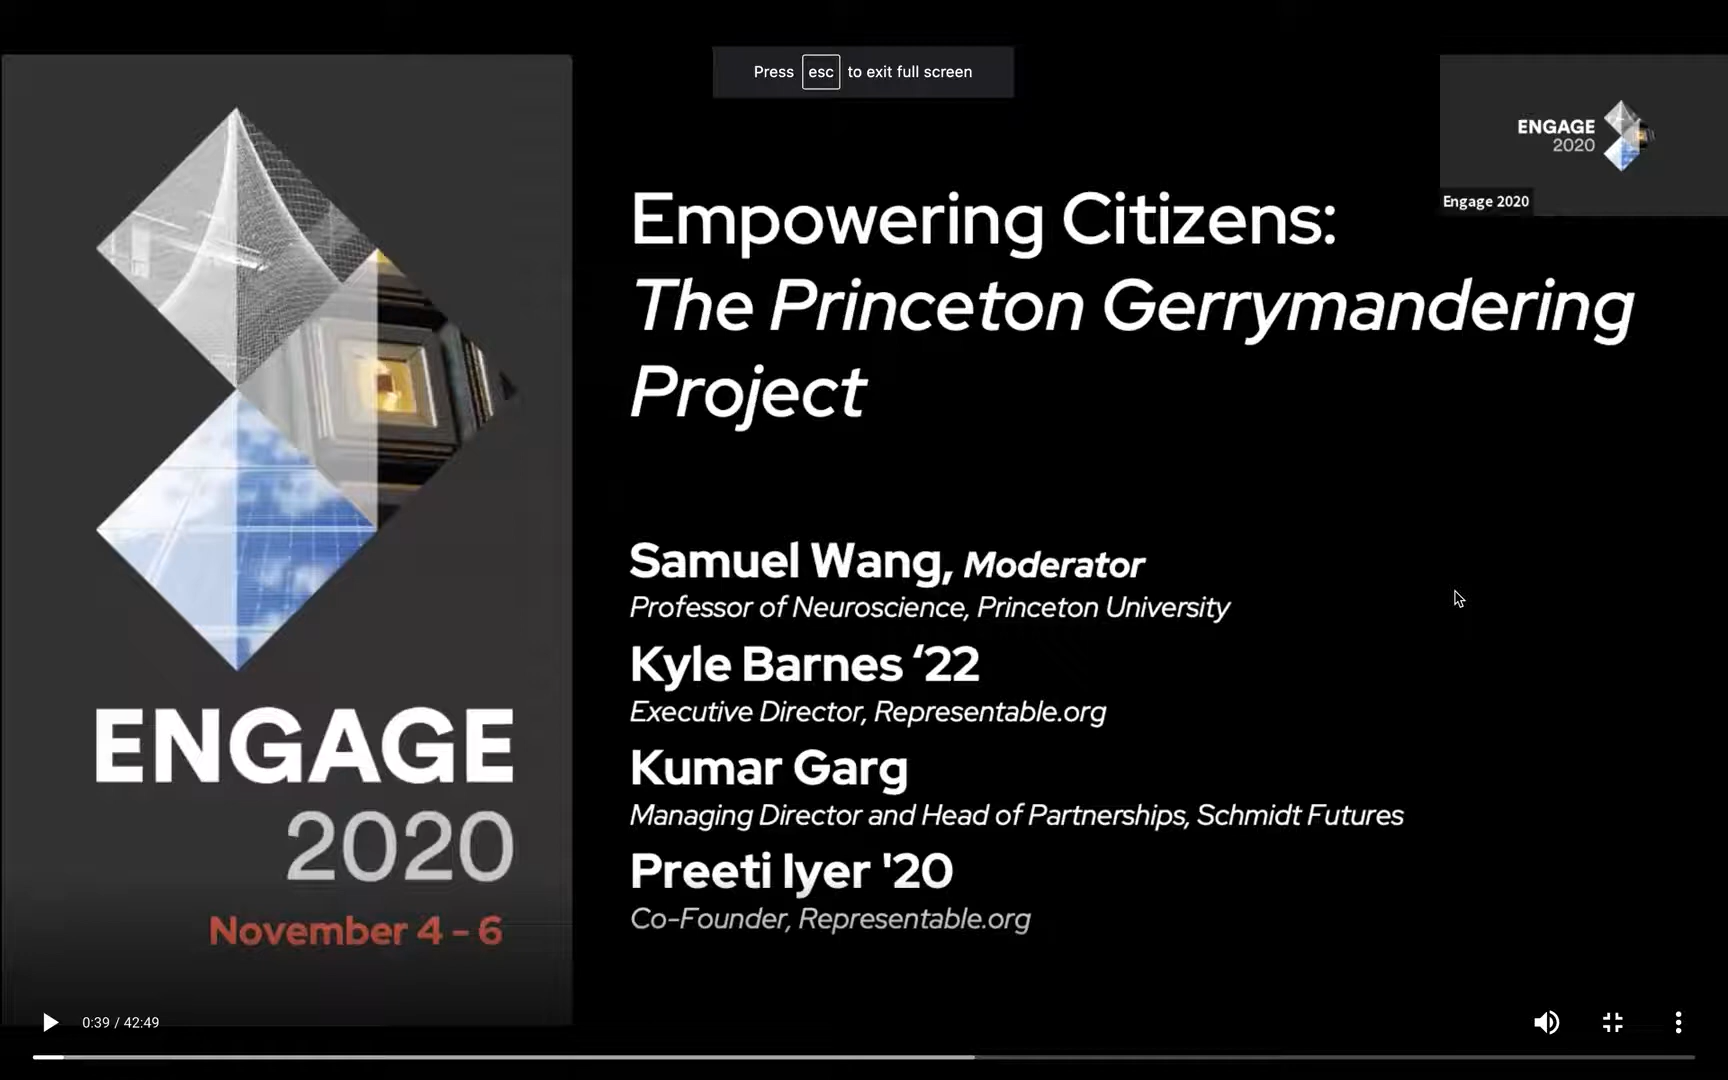 Press esc to exit full screen
ENGAGE
2020
Engage 2020
Empowering Citizens:
The Princeton Gerrymandering
Project
Samuel Wang, Moderator
Professor of Neuroscience, Princeton University
Kyle Barnes ‘22
Executive Director, Representable.org
Kumar Garg
Managing Director and Head of Partnerships, Schmidt Futures
Preeti Iyer '20
Co-Founder, Representable.org
ENGAGE
2020
November 4 - 6
0:39 / 42:49